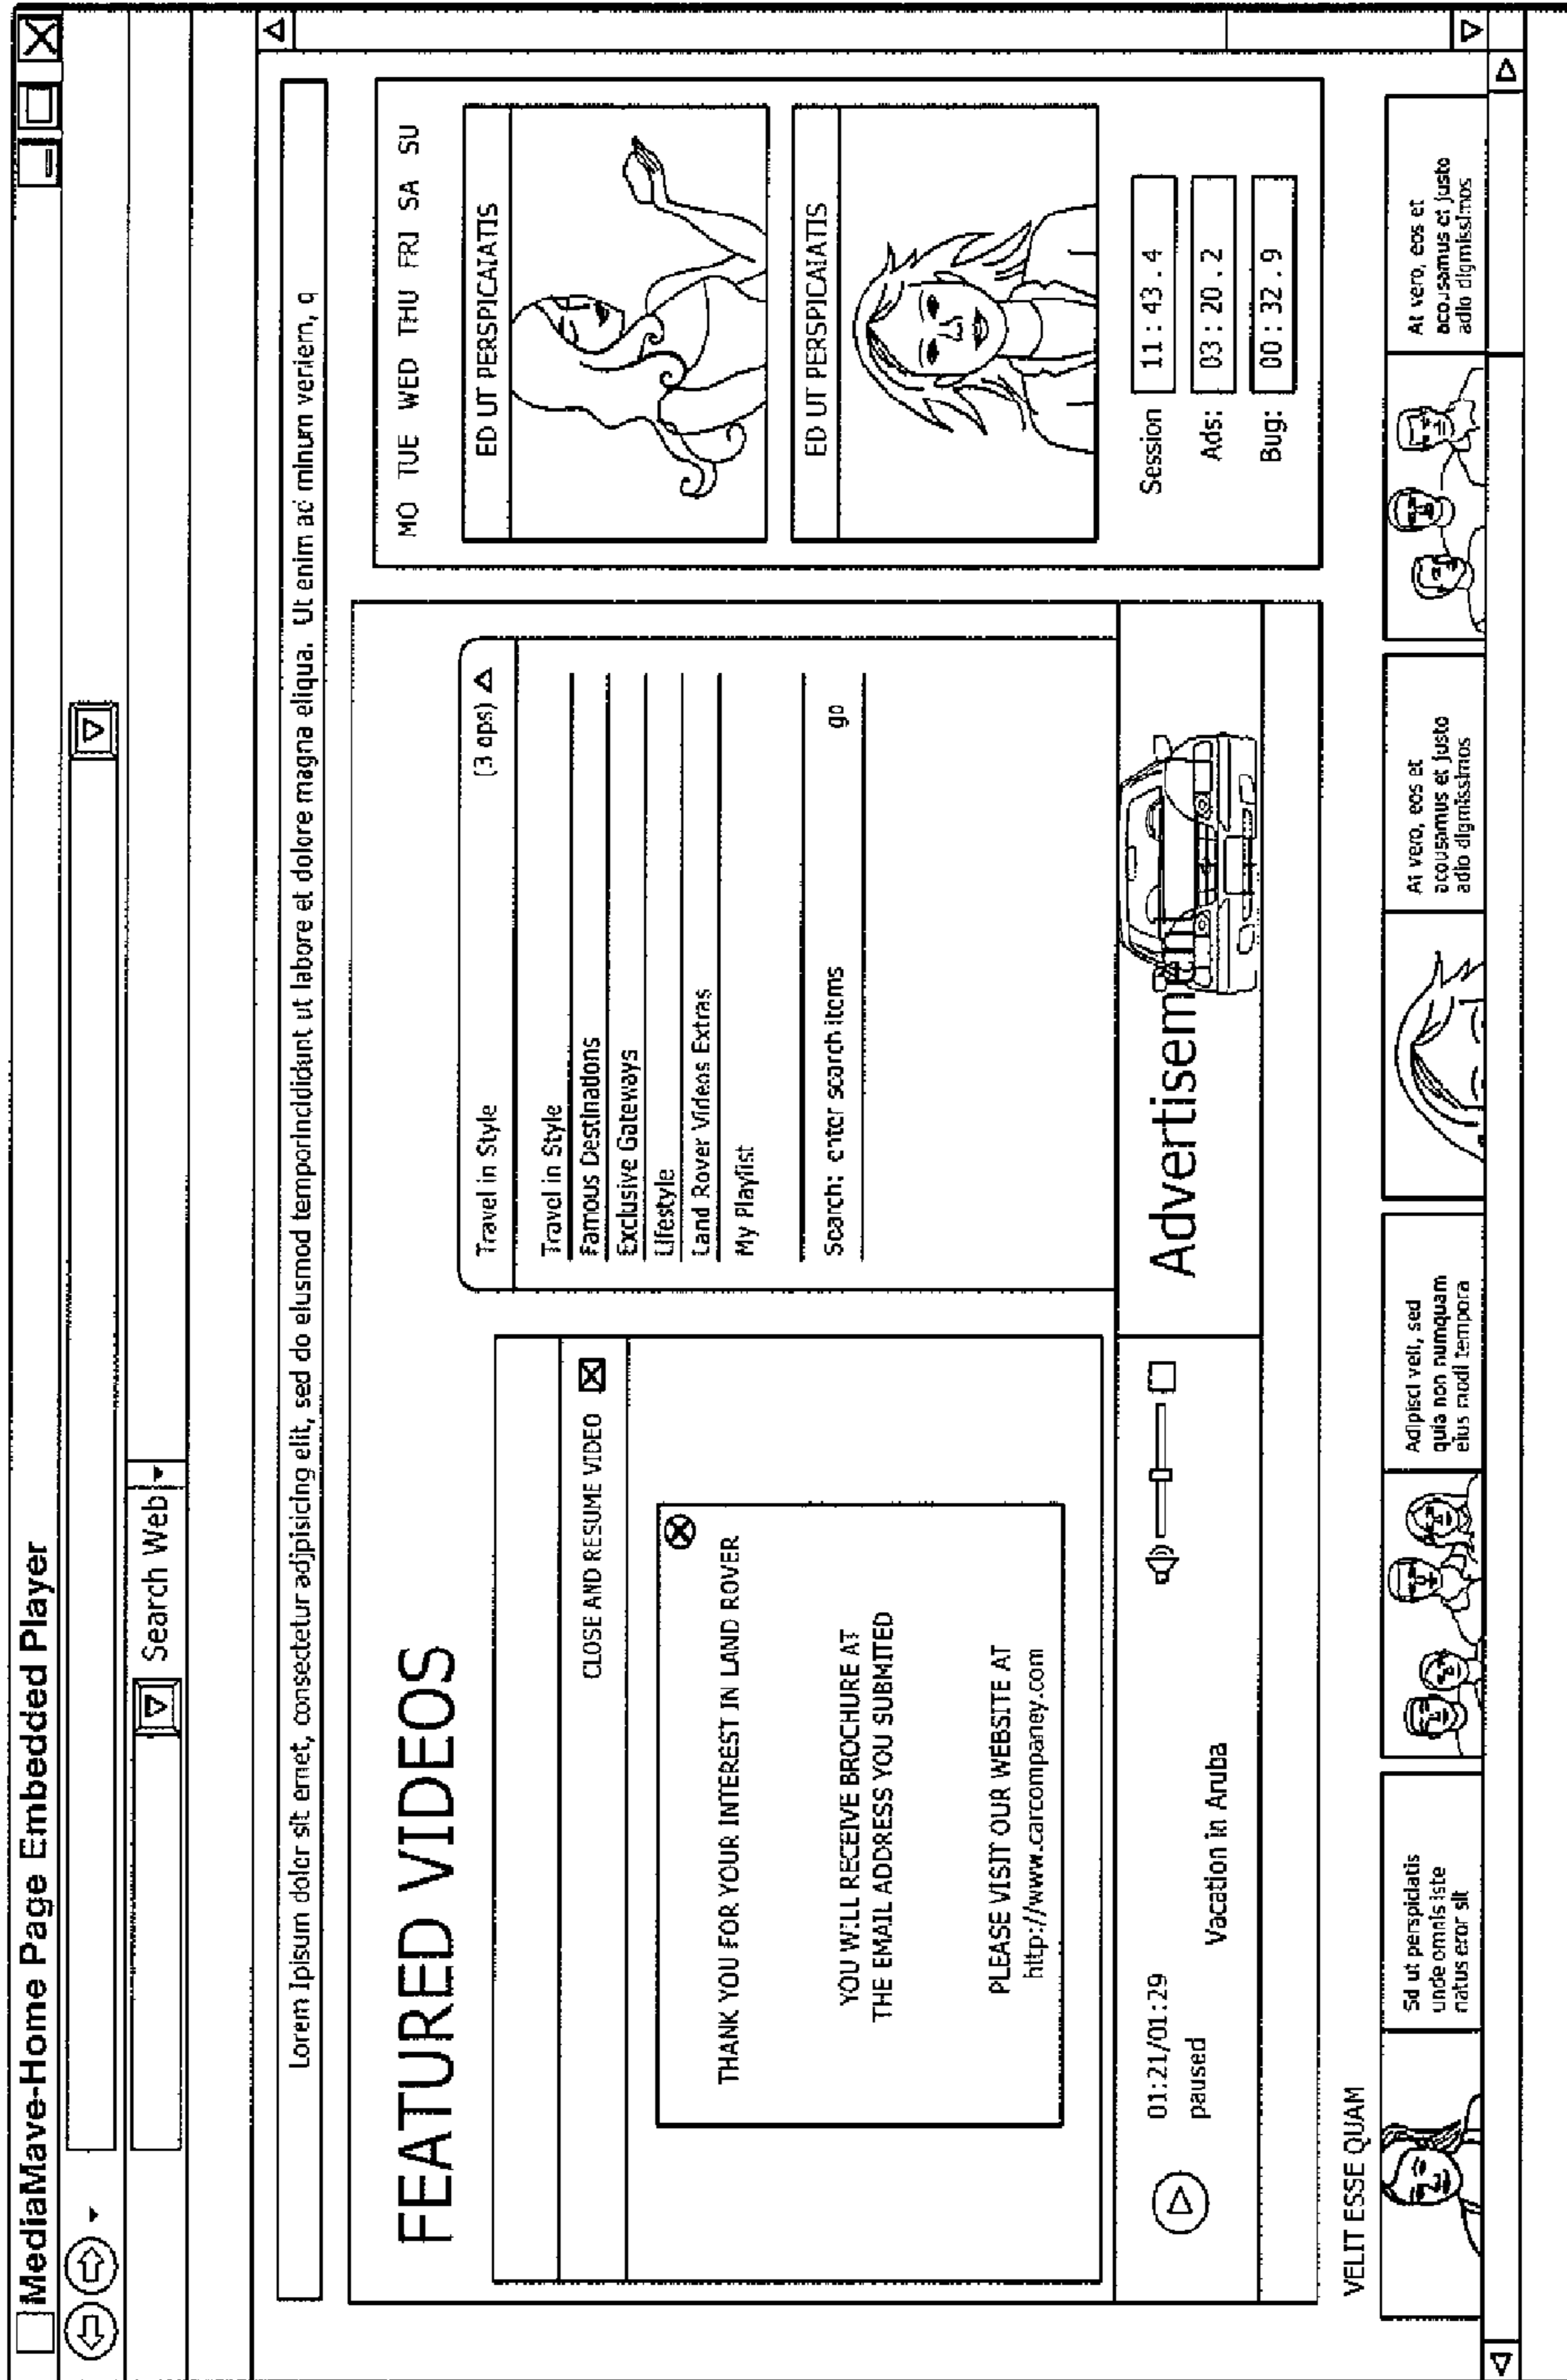 MediaMave-Home Page Embedded Player
Search Web
Lorem Ipisum dolor sit emet, consectetur adjpisicing elit, sed do elusmod temporincididunt ut labore et dolore magna eliqua. Ut enim ad minum veniem, q
FEATURED VIDEOS
CLOSE AND RESUME VIDEO
THANK YOU FOR YOUR INTEREST IN LAND ROVER
YOU WILL RECEIVE BROCHURE AT
THE EMAIL ADDRESS YOU SUBMITED
PLEASE VISIT OUR WEBSITE AT
http://www.carcompaney.com
01:21/01:29
paused
Vacation in Aruba
Travel in Style (3 ops)
Travel in Style
Famous Destinations
Exclusive Gateways
Lifestyle
Land Rover Videos Extras
My Playlist
Search: enter search items go
Advertisement
MO TUE WED THU FRI SA SU
ED UT PERSPICAIATIS
ED UT PERSPICAIATIS
Session 11:43.4
Ads: 03:20.2
Bug: 00:32.9
VELIT ESSE QUAM
Sd ut perspiciatis
unde omnis iste
natus eror sit
Adipisci velt, sed
quia non numquam
eius modi tempora
At vero, eos et
acousamus et justo
adio digmissimos
At vero, eos et
acousamus et justo
adio digmissimos